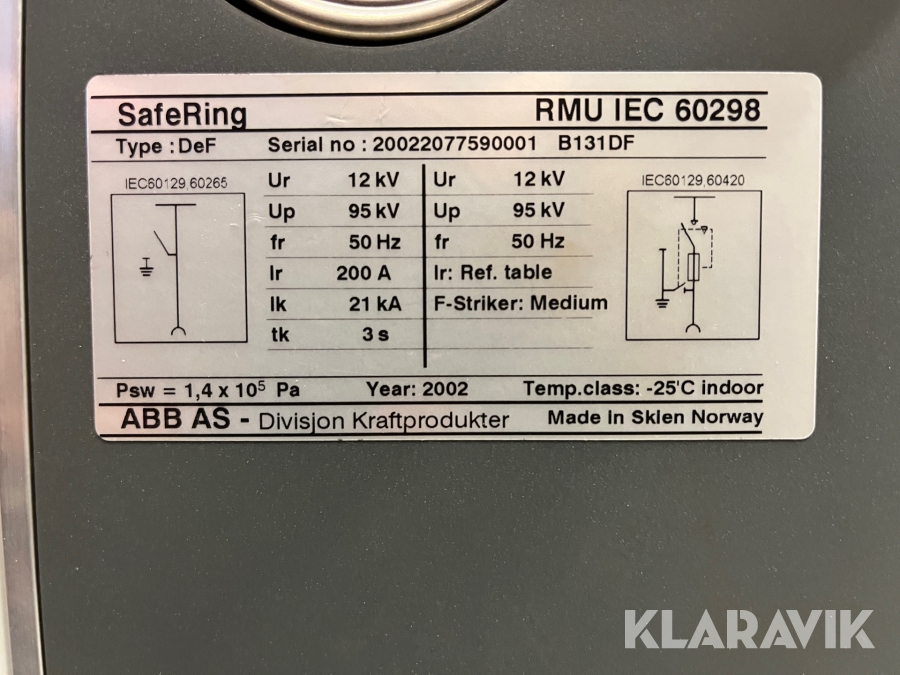 SafeRing RMU IEC 60298
Type : DeF Serial no : 20022077590001 B131DF
IEC60129,60265
Ur 12 kV
Up 95 kV
fr 50 Hz
Ir 200 A
Ik 21 kA
tk 3 s
Ur 12 kV
Up 95 kV
fr 50 Hz
Ir: Ref. table
F-Striker: Medium
IEC60129,60420
Psw = 1,4 x 10⁵ Pa Year: 2002 Temp.class: -25'C indoor
ABB AS - Divisjon Kraftprodukter Made In Skien Norway
KLARAVIK